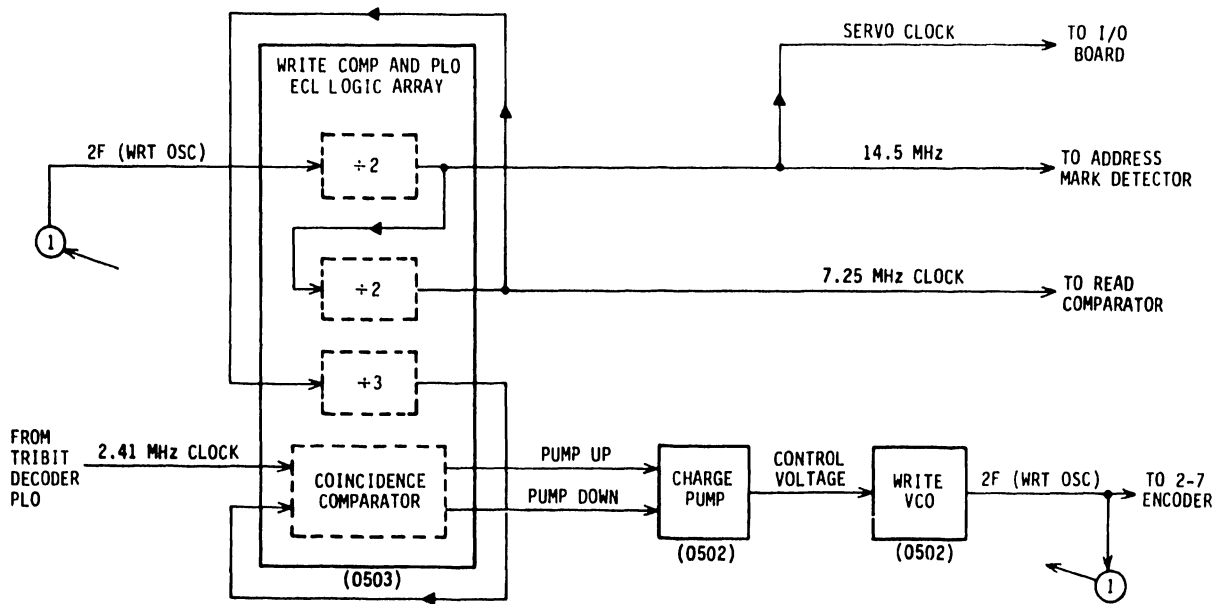 SERVO CLOCK
TO I/O
BOARD
WRITE COMP AND PLO
ECL LOGIC ARRAY
2F (WRT OSC)
÷2
14.5 MHz
TO ADDRESS
MARK DETECTOR
1
÷2
7.25 MHz CLOCK
TO READ
COMPARATOR
÷3
FROM
TRIBIT
DECODER
PLO
2.41 MHz CLOCK
COINCIDENCE
COMPARATOR
PUMP UP
PUMP DOWN
CHARGE
PUMP
CONTROL
VOLTAGE
WRITE
VCO
2F (WRT OSC)
TO 2-7
ENCODER
(0503)
(0502)
(0502)
1